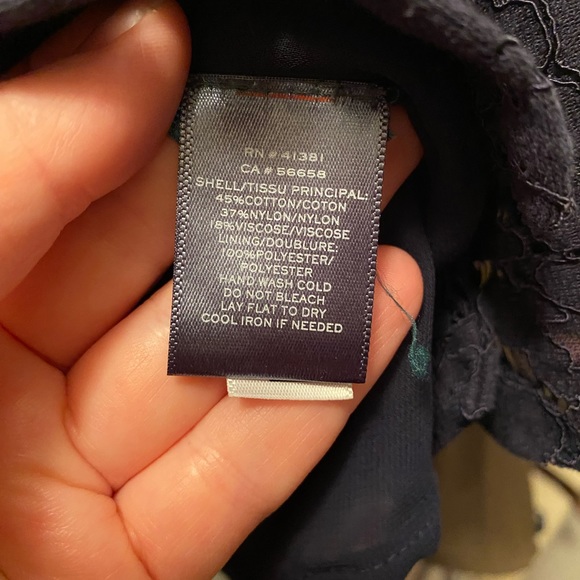 RN # 41381
CA # 56658
SHELL/TISSU PRINCIPAL:
45%COTTON/COTON
37%NYLON/NYLON
18%VISCOSE/VISCOSE
LINING/DOUBLURE:
100%POLYESTER/
POLYESTER
HAND WASH COLD
DO NOT BLEACH
LAY FLAT TO DRY
COOL IRON IF NEEDED